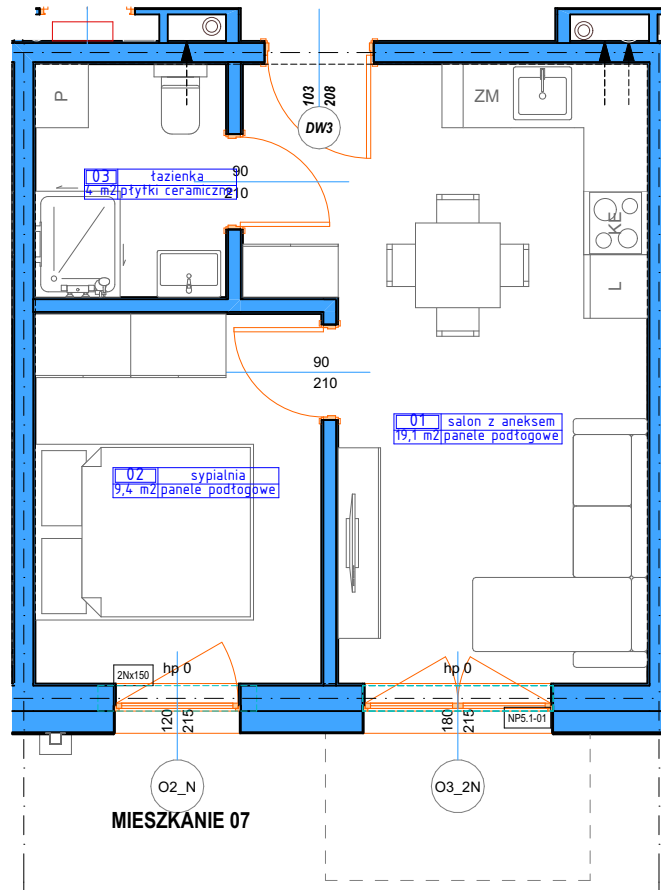 103
208
DW3
P
ZM
03 łazienka
4 m2 płytki ceramiczne
90
210
KE
L
90
210
01 salon z aneksem
19,1 m2 panele podłogowe
02 sypialnia
9,4 m2 panele podłogowe
2Nx150
hp 0
hp 0
120
215
180
215
NP5.1-01
O2_N
O3_2N
MIESZKANIE 07